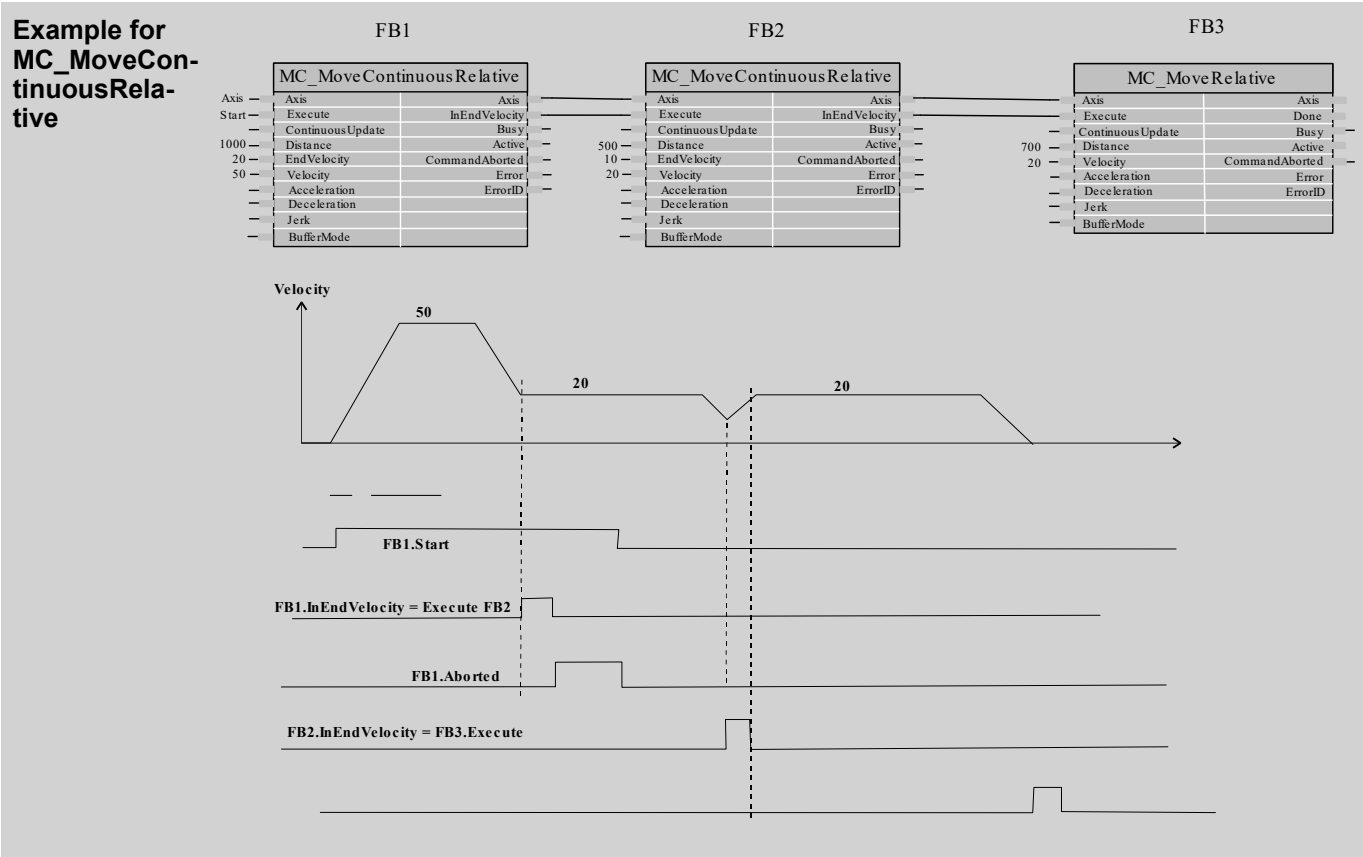 Example for
MC_MoveCon-
tinuousRela-
tive
FB1 FB2 FB3
MC_MoveContinuousRelative MC_MoveContinuousRelative MC_MoveRelative
Axis Axis Axis Axis Axis Axis Axis
Start Execute InEndVelocity Execute InEndVelocity Execute Done
ContinuousUpdate Busy ContinuousUpdate Busy ContinuousUpdate Busy
1000 Distance Active 500 Distance Active 700 Distance Active
20 EndVelocity CommandAborted 10 EndVelocity CommandAborted 20 Velocity CommandAborted
50 Velocity Error 20 Velocity Error Acceleration Error
Acceleration ErrorID Acceleration ErrorID Deceleration ErrorID
Deceleration Deceleration Jerk
Jerk Jerk BufferMode
BufferMode BufferMode
Velocity
50
20 20
FB1.Start
FB1.InEndVelocity = Execute FB2
FB1.Aborted
FB2.InEndVelocity = FB3.Execute